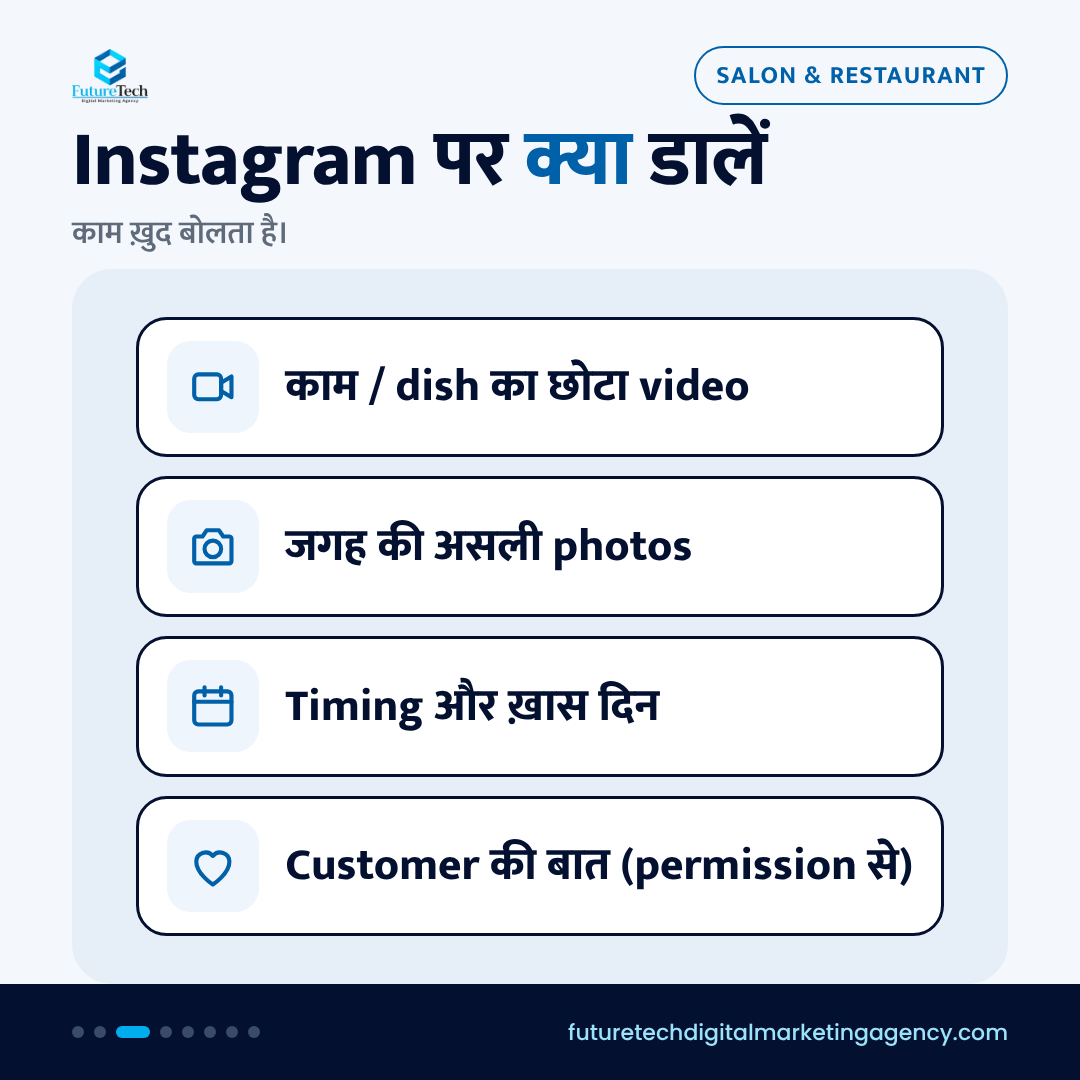 FutureTech
Digital Marketing Agency
SALON & RESTAURANT
Instagram पर क्या डालें
काम ख़ुद बोलता है।
काम / dish का छोटा video
जगह की असली photos
Timing और ख़ास दिन
Customer की बात (permission से)
futuretechdigitalmarketingagency.com